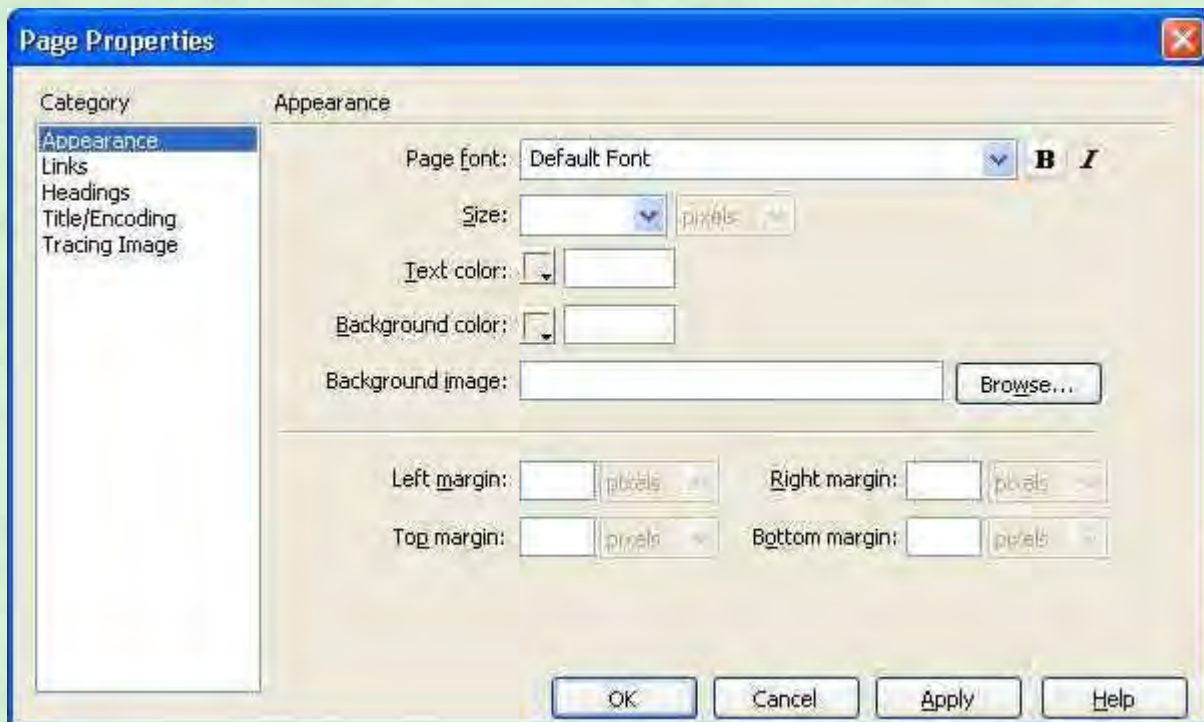 Page Properties
Category
Appearance
Links
Headings
Title/Encoding
Tracing Image
Appearance
Page font: Default Font B I
Size: pixels
Text color:
Background color:
Background image: Browse...
Left margin: pixels Right margin: pixels
Top margin: pixels Bottom margin: pixels
OK Cancel Apply Help